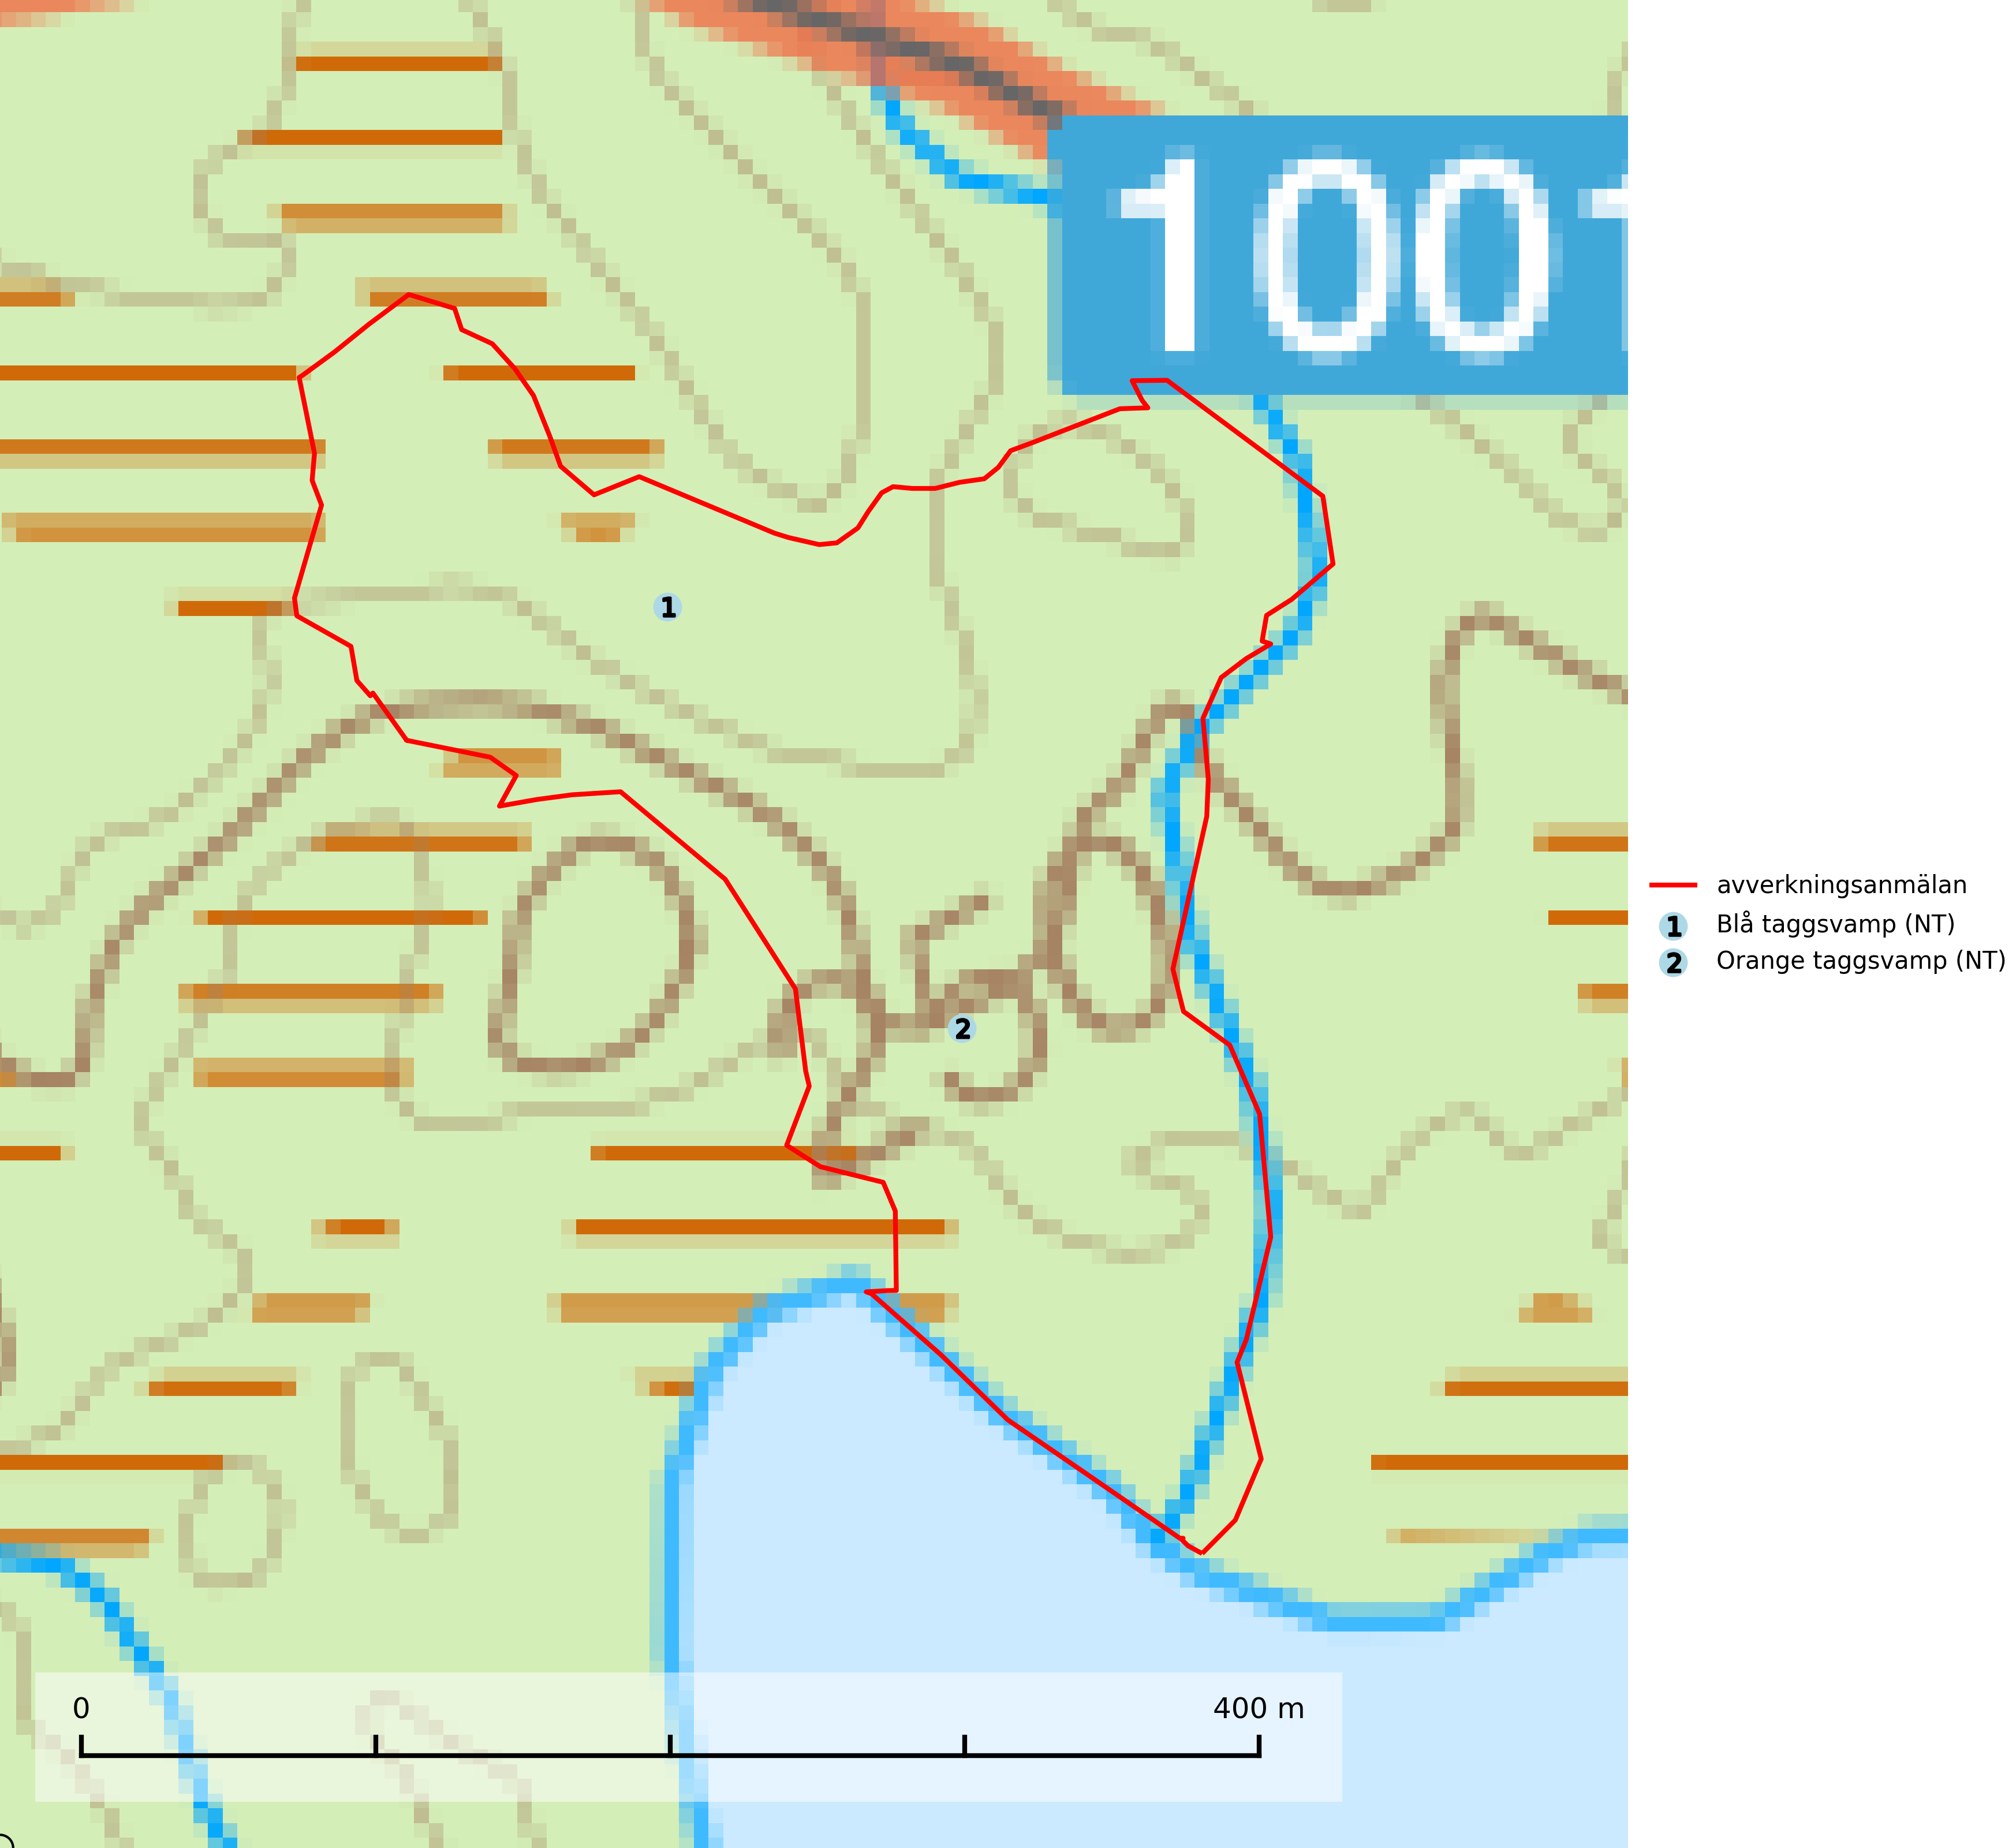 100
1
2
avverkningsanmälan
1 Blå taggsvamp (NT)
2 Orange taggsvamp (NT)
0 400 m